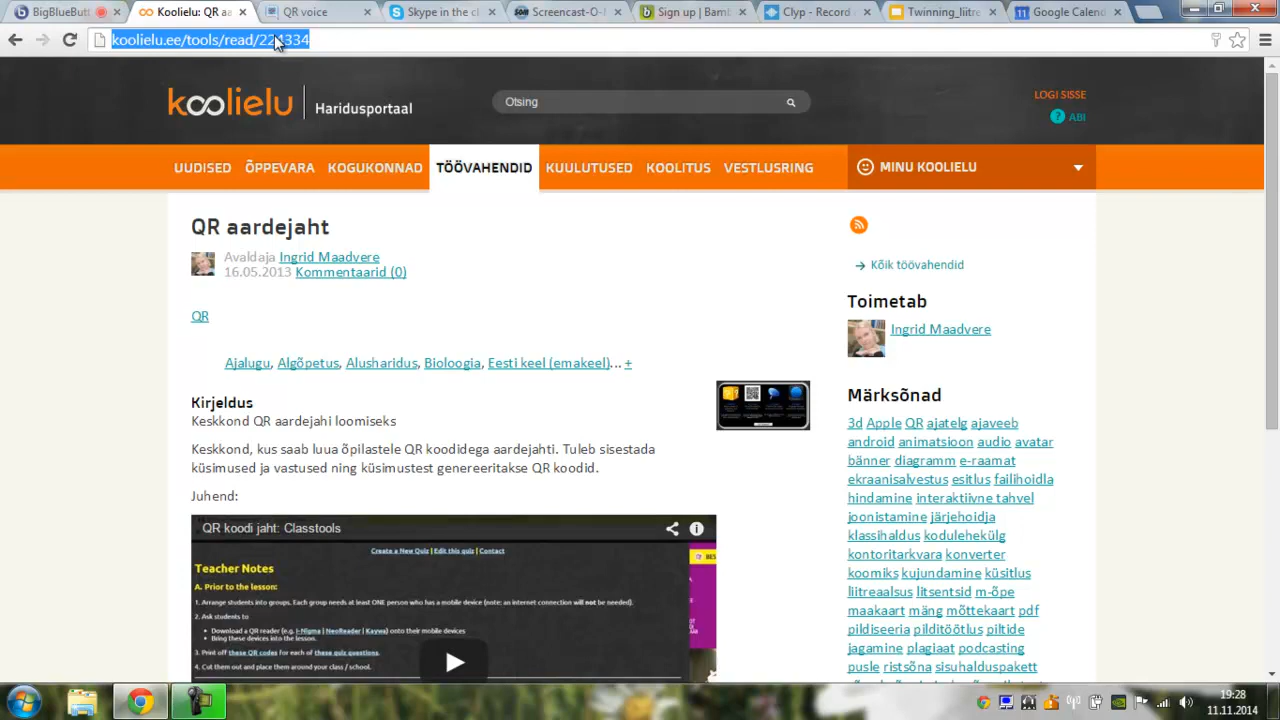 BigBlueButt
Koolielu: QR aa
QR voice
Skype in the cl
Screencast-O-M
Sign up | Bamb
Clyp - Record
Twinning_liitre
Google Calend
koolielu.ee/tools/read/224334
koolielu Haridusportaal
Otsing
LOGI SISSE
? ABI
UUDISED ÕPPEVARA KOGUKONNAD TÖÖVAHENDID KUULUTUSED KOOLITUS VESTLUSRING
MINU KOOLIELU
QR aardejaht
Avaldaja Ingrid Maadvere
16.05.2013 Kommentaarid (0)
QR
Ajalugu, Algõpetus, Alusharidus, Bioloogia, Eesti keel (emakeel)... +
Kirjeldus
Keskkond QR aardejahi loomiseks
Keskkond, kus saab luua õpilastele QR koodidega aardejahti. Tuleb sisestada
küsimused ja vastused ning küsimustest genereeritakse QR koodid.
Juhend:
QR koodi jaht: Classtools
Create a New Quiz | Edit this quiz | Contact
Teacher Notes
A. Prior to the lesson:
1. Arrange students into groups. Each group needs at least ONE person who has a mobile device (note: an internet connection will not be needed).
2. Ask students to
Download a QR reader (e.g. I-Nigma | NeoReader | Kaywa) onto their mobile devices
Bring these devices into the lesson.
3. Print off these QR codes for each of these quiz questions.
4. Cut them out and place them around your class / school.
BES
→ Kõik töövahendid
Toimetab
Ingrid Maadvere
Märksõnad
3d Apple QR ajatelg ajaveeb
android animatsioon audio avatar
bänner diagramm e-raamat
ekraanisalvestus esitlus failihoidla
hindamine interaktiivne tahvel
joonistamine järjehoidja
klassihaldus kodulehekülg
kontoritarkvara konverter
koomiks kujundamine küsitlus
liitreaalsus litsentsid m-õpe
maakaart mäng mõttekaart pdf
pildiseeria pilditöötlus piltide
jagamine plagiaat podcasting
pusle ristsõna sisuhalduspakett
19:28
11.11.2014